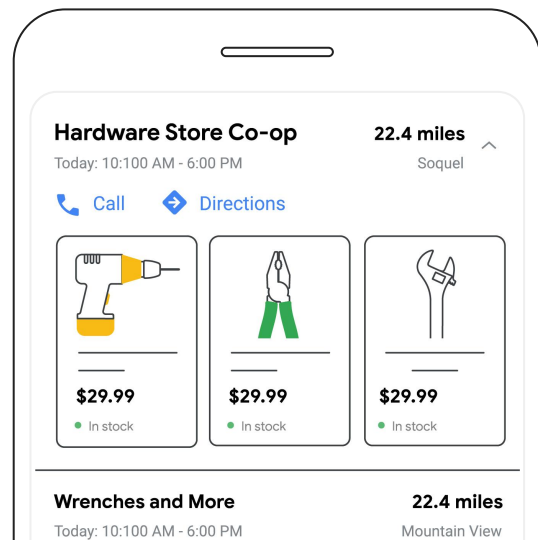 Hardware Store Co-op 22.4 miles
Today: 10:100 AM - 6:00 PM Soquel
Call Directions
$29.99 $29.99 $29.99
In stock In stock In stock
Wrenches and More 22.4 miles
Today: 10:100 AM - 6:00 PM Mountain View